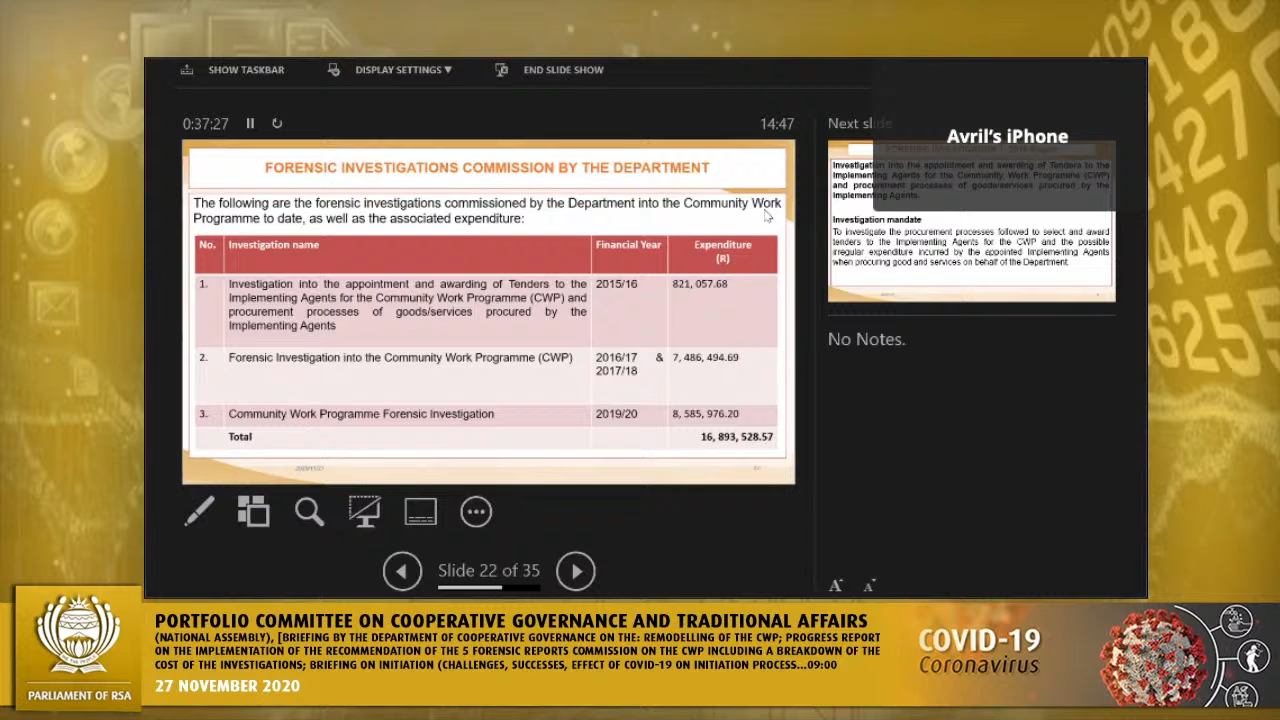 SHOW TASKBAR
DISPLAY SETTINGS ▼
END SLIDE SHOW
0:37:27
14:47
Next slide
Avril's iPhone
FORENSIC INVESTIGATIONS COMMISSION BY THE DEPARTMENT
The following are the forensic investigations commissioned by the Department into the Community Work
Programme to date, as well as the associated expenditure:
No. Investigation name Financial Year Expenditure
(R)
1. Investigation into the appointment and awarding of Tenders to the 2015/16 821, 057.68
Implementing Agents for the Community Work Programme (CWP) and
procurement processes of goods/services procured by the
Implementing Agents
2. Forensic Investigation into the Community Work Programme (CWP) 2016/17 & 7, 486, 494.69
2017/18
3. Community Work Programme Forensic Investigation 2019/20 8, 585, 976.20
Total 16, 893, 528.57
Investigation into the appointment and awarding of Tenders to the
Implementing Agents for the Community Work Programme (CWP)
and procurement processes of goods/services procured by the
Implementing Agents.
Investigation mandate
To investigate the procurement processes followed to select and award
tenders to the Implementing Agents for the CWP and the possible
irregular expenditure incurred by the appointed Implementing Agents
when procuring good and services on behalf of the Department.
No Notes.
Slide 22 of 35
A A
PORTFOLIO COMMITTEE ON COOPERATIVE GOVERNANCE AND TRADITIONAL AFFAIRS
(NATIONAL ASSEMBLY), [BRIEFING BY THE DEPARTMENT OF COOPERATIVE GOVERNANCE ON THE: REMODELLING OF THE CWP; PROGRESS REPORT
ON THE IMPLEMENTATION OF THE RECOMMENDATION OF THE 5 FORENSIC REPORTS COMMISSION ON THE CWP INCLUDING A BREAKDOWN OF THE
COST OF THE INVESTIGATIONS; BRIEFING ON INITIATION (CHALLENGES, SUCCESSES, EFFECT OF COVID-19 ON INITIATION PROCESS...09:00
27 NOVEMBER 2020
PARLIAMENT OF RSA
COVID-19
Coronavirus